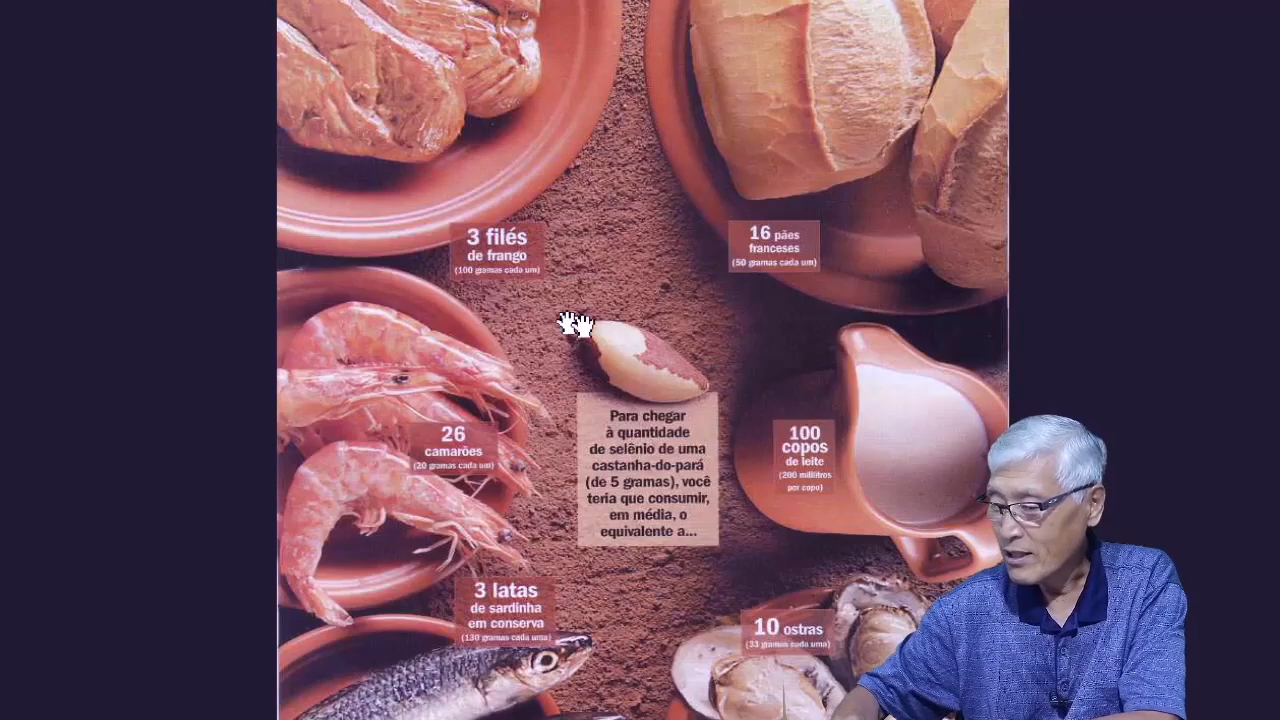 3 filés
de frango
(100 gramas cada um)
16 pães
franceses
(50 gramas cada um)
26
camarões
(20 gramas cada um)
Para chegar
à quantidade
de selênio de uma
castanha-do-pará
(de 5 gramas), você
teria que consumir,
em média, o
equivalente a...
100
copos
de leite
(200 mililitros
por copo)
3 latas
de sardinha
em conserva
(130 gramas cada uma)
10 ostras
(33 gramas cada uma)